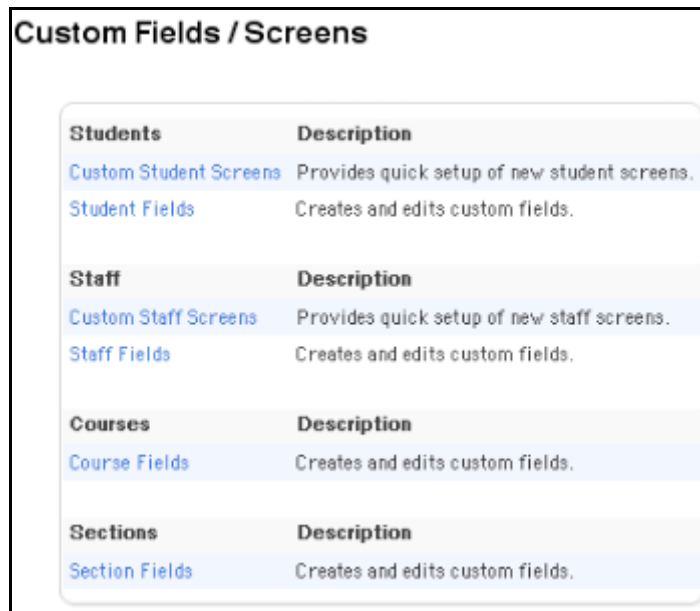 Custom Fields / Screens
Students Description
Custom Student Screens Provides quick setup of new student screens.
Student Fields Creates and edits custom fields.
Staff Description
Custom Staff Screens Provides quick setup of new staff screens.
Staff Fields Creates and edits custom fields.
Courses Description
Course Fields Creates and edits custom fields.
Sections Description
Section Fields Creates and edits custom fields.